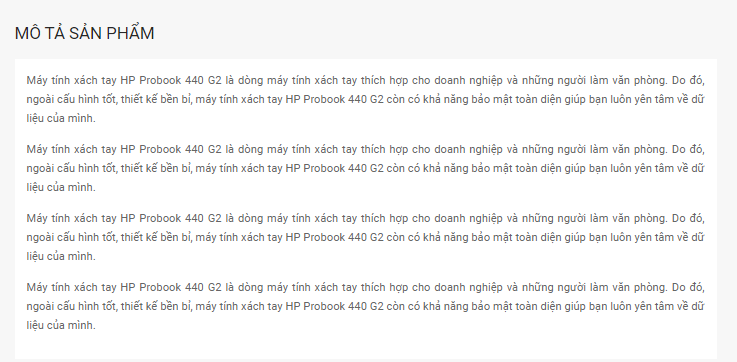 MÔ TẢ SẢN PHẨM
Máy tính xách tay HP Probook 440 G2 là dòng máy tính xách tay thích hợp cho doanh nghiệp và những người làm văn phòng. Do đó,
ngoài cấu hình tốt, thiết kế bền bỉ, máy tính xách tay HP Probook 440 G2 còn có khả năng bảo mật toàn diện giúp bạn luôn yên tâm về dữ
liệu của mình.
Máy tính xách tay HP Probook 440 G2 là dòng máy tính xách tay thích hợp cho doanh nghiệp và những người làm văn phòng. Do đó,
ngoài cấu hình tốt, thiết kế bền bỉ, máy tính xách tay HP Probook 440 G2 còn có khả năng bảo mật toàn diện giúp bạn luôn yên tâm về dữ
liệu của mình.
Máy tính xách tay HP Probook 440 G2 là dòng máy tính xách tay thích hợp cho doanh nghiệp và những người làm văn phòng. Do đó,
ngoài cấu hình tốt, thiết kế bền bỉ, máy tính xách tay HP Probook 440 G2 còn có khả năng bảo mật toàn diện giúp bạn luôn yên tâm về dữ
liệu của mình.
Máy tính xách tay HP Probook 440 G2 là dòng máy tính xách tay thích hợp cho doanh nghiệp và những người làm văn phòng. Do đó,
ngoài cấu hình tốt, thiết kế bền bỉ, máy tính xách tay HP Probook 440 G2 còn có khả năng bảo mật toàn diện giúp bạn luôn yên tâm về dữ
liệu của mình.